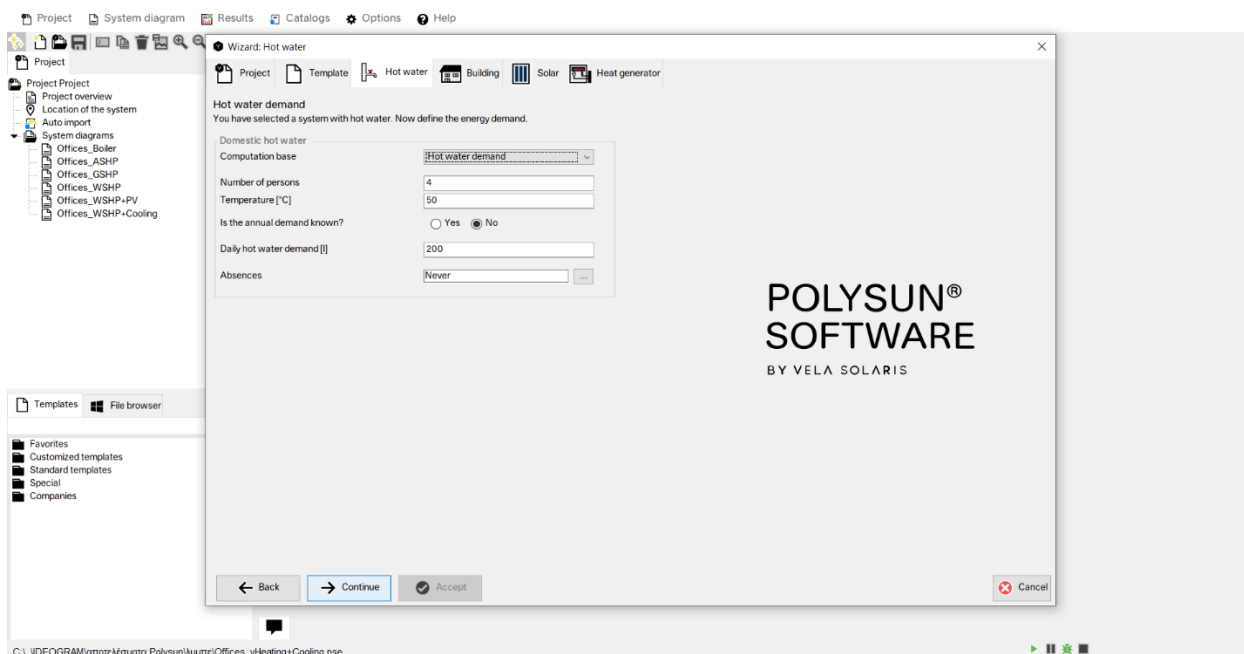 Project System diagram Results Catalogs Options Help
Project
Project Project
Project overview
Location of the system
Auto import
System diagrams
Offices_Boiler
Offices_ASHP
Offices_GSHP
Offices_WSHP
Offices_WSHP+PV
Offices_WSHP+Cooling
Templates File browser
Favorites
Customized templates
Standard templates
Special
Companies
Wizard: Hot water
Project Template Hot water Building Solar Heat generator
Hot water demand
You have selected a system with hot water. Now define the energy demand.
Domestic hot water
Computation base Hot water demand
Number of persons 4
Temperature [°C] 50
Is the annual demand known? Yes No
Daily hot water demand [l] 200
Absences Never ...
POLYSUN®
SOFTWARE
BY VELA SOLARIS
Back Continue Accept Cancel